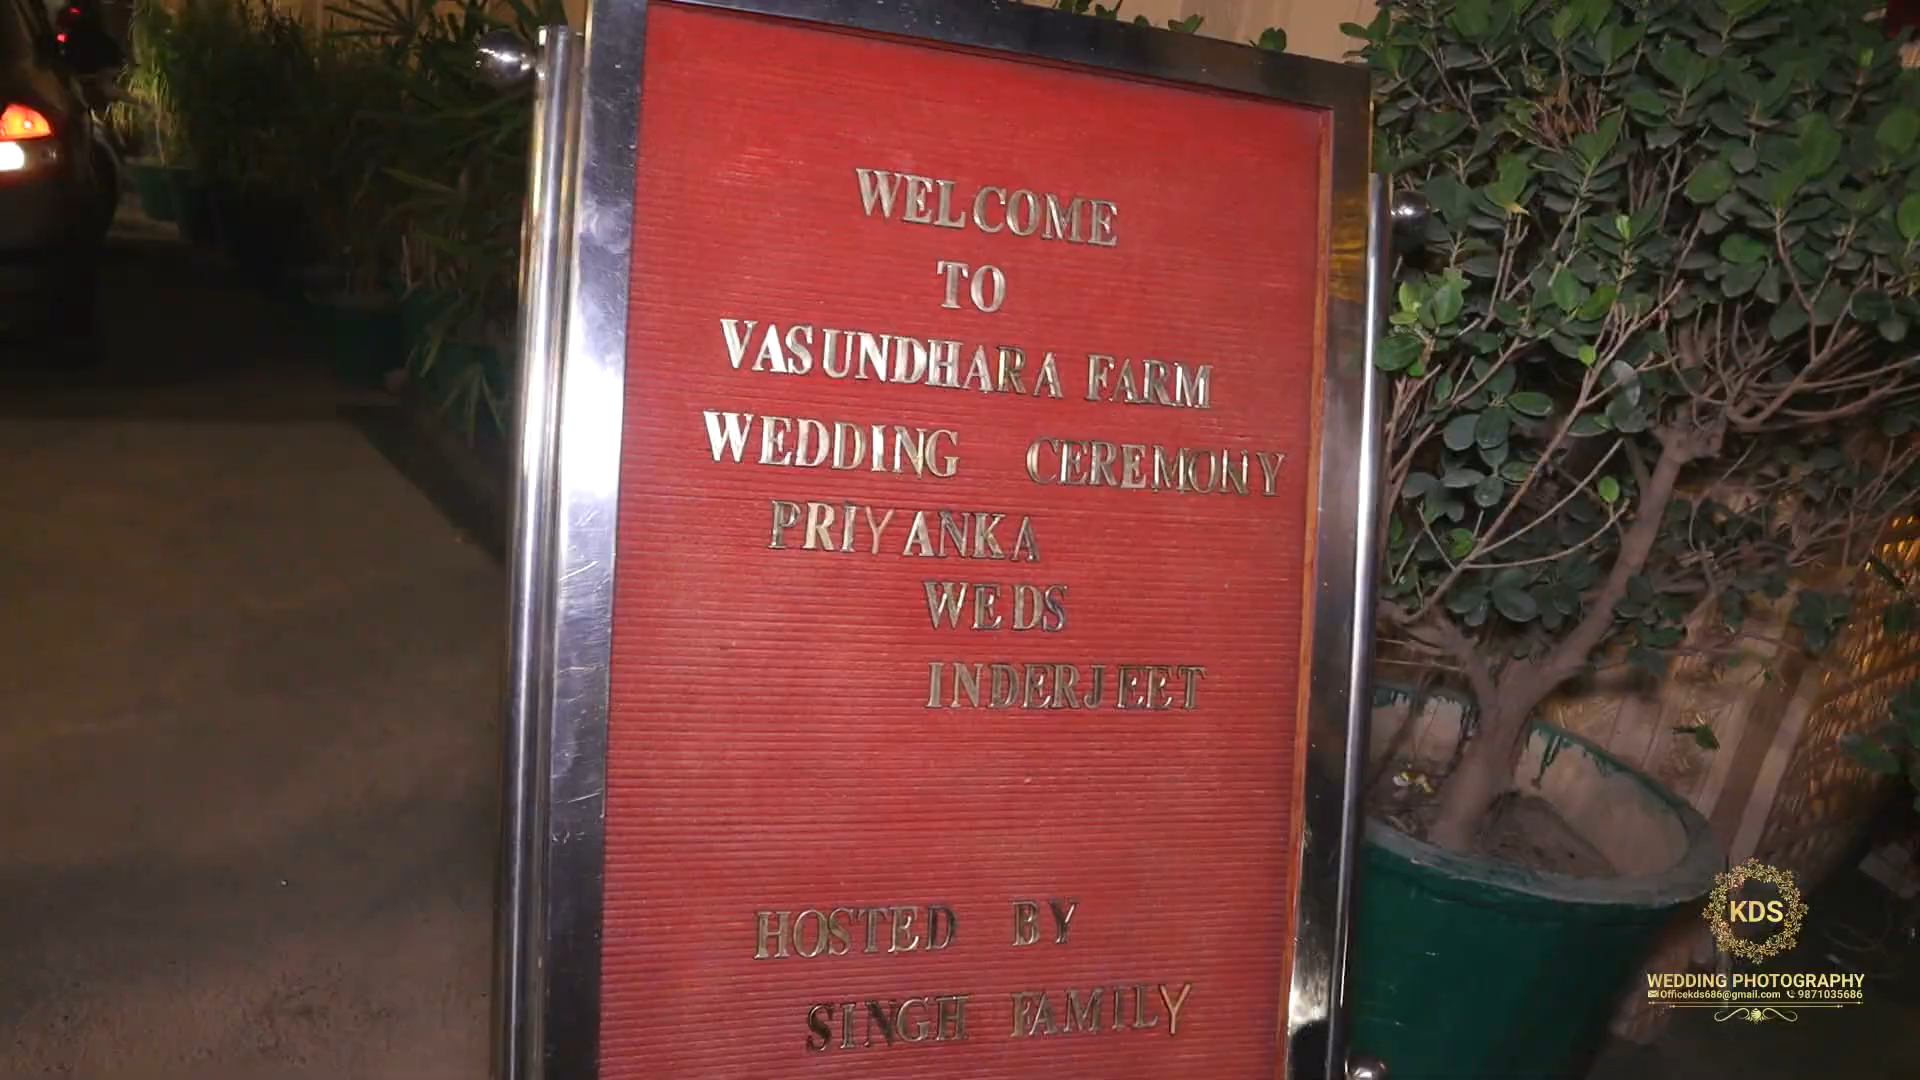 WELCOME
TO
VASUNDHARA FARM
WEDDING CEREMONY
PRIYANKA
WEDS
INDERJEET
HOSTED BY
SINGH FAMILY
KDS
WEDDING PHOTOGRAPHY
Officekds686@gmail.com 9871035686